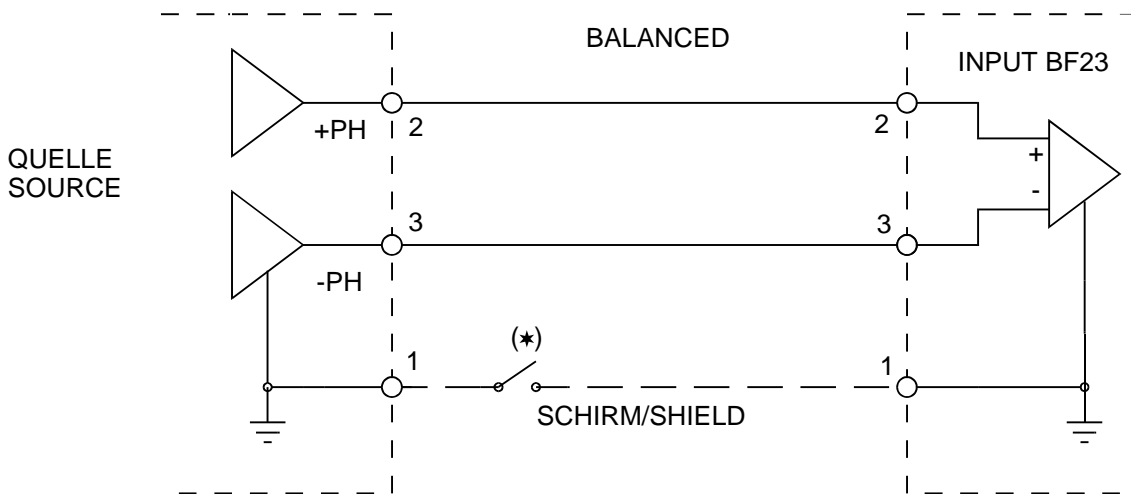 BALANCED
INPUT BF23
+PH
2
2
+
-
QUELLE
SOURCE
3
3
-PH
(✶)
1
1
SCHIRM/SHIELD